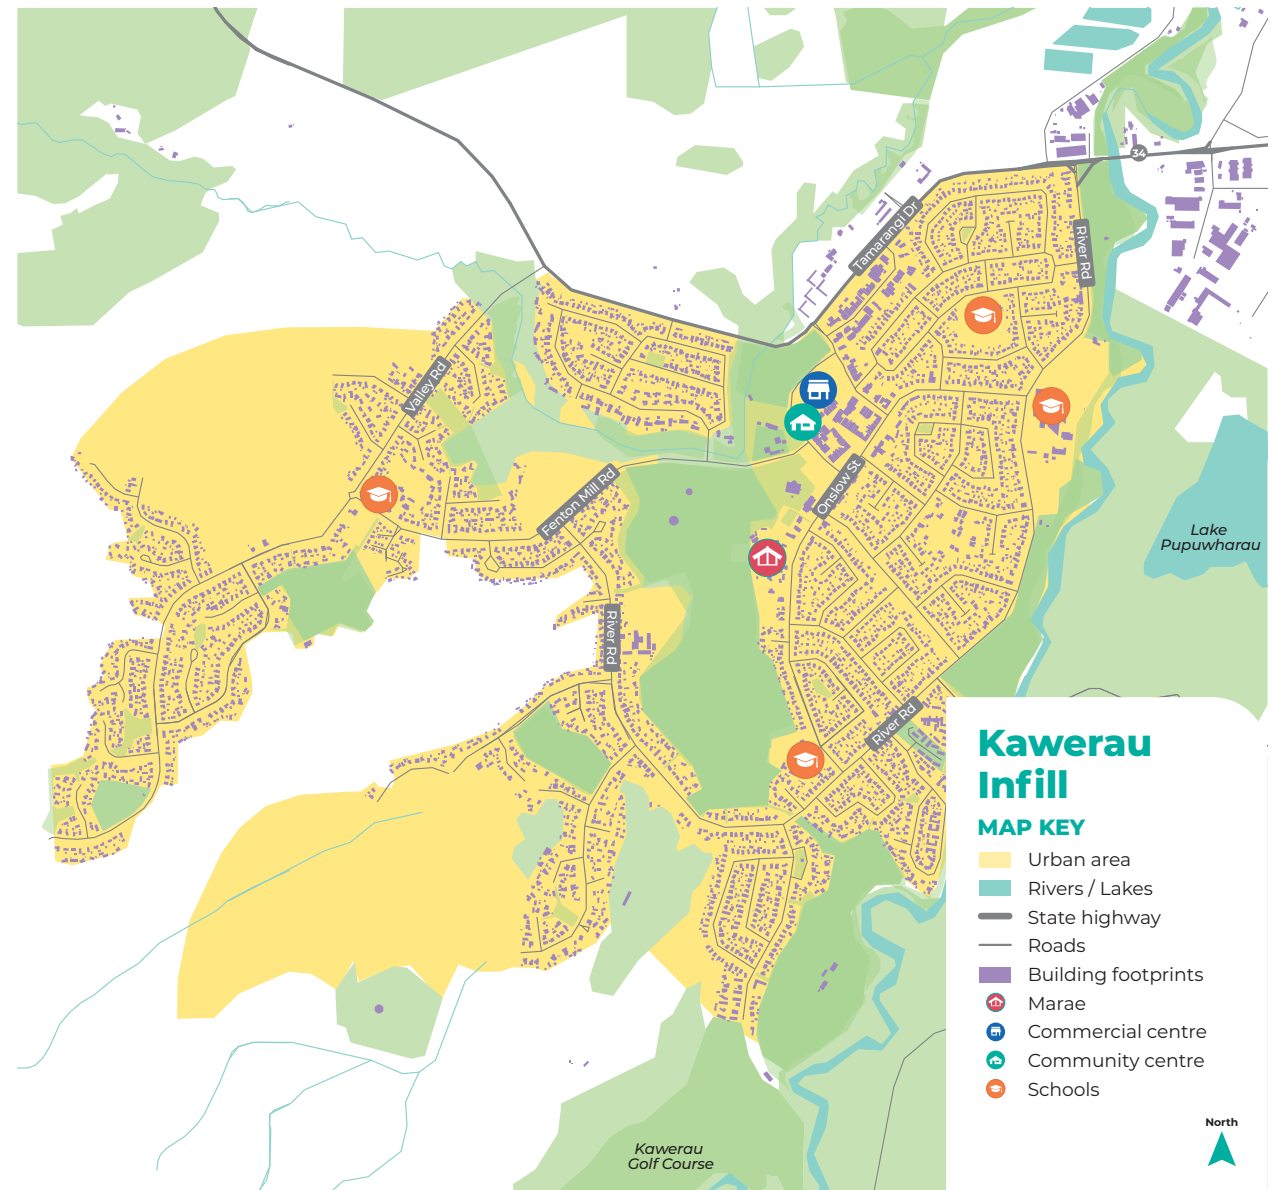 34
Tamarangi Dr
River Rd
Valley Rd
Onslow St
Fenton Mill Rd
Lake
Pupuwharau
River Rd
River Rd
Kawerau
Golf Course
Kawerau
Infill
MAP KEY
Urban area
Rivers / Lakes
State highway
Roads
Building footprints
Marae
Commercial centre
Community centre
Schools
North